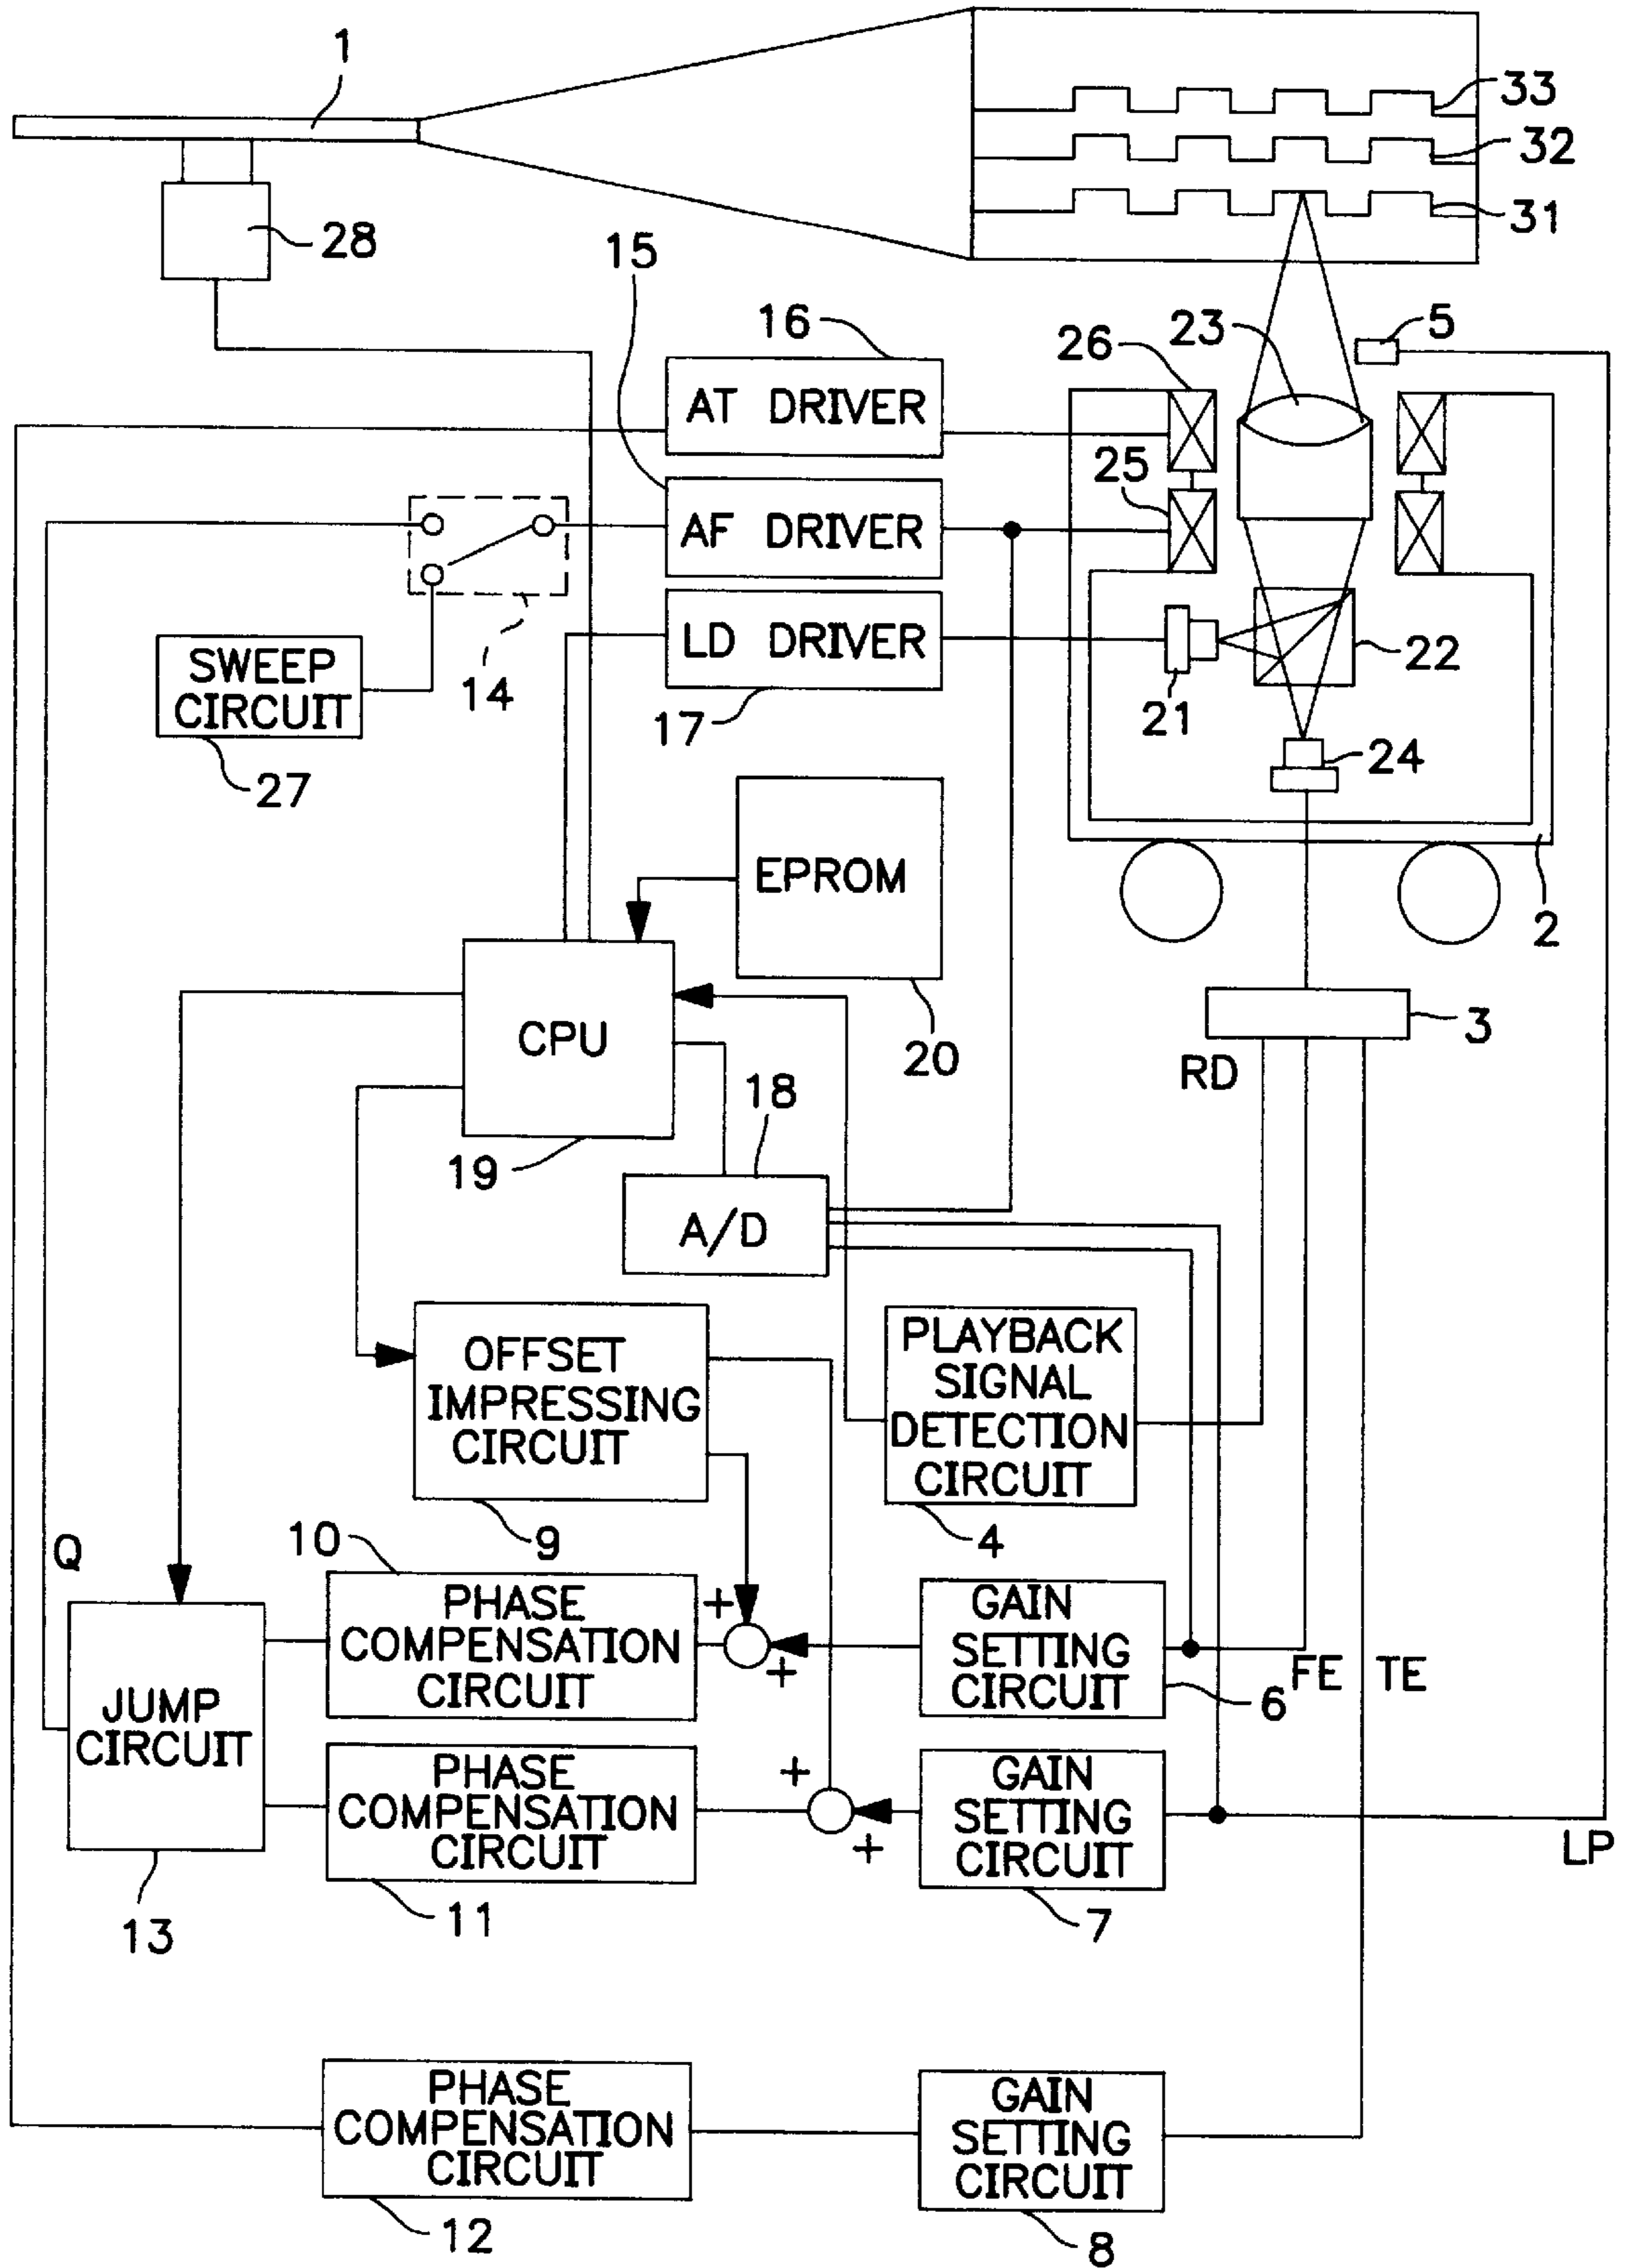 1
33
32
31
28
15
16
23
5
26
AT DRIVER
25
AF DRIVER
LD DRIVER
22
SWEEP
CIRCUIT
14
17
21
24
27
EPROM
2
CPU
20
3
RD
18
19
A/D
OFFSET
IMPRESSING
CIRCUIT
PLAYBACK
SIGNAL
DETECTION
CIRCUIT
Q
10
9
4
PHASE
COMPENSATION
CIRCUIT
+
+
GAIN
SETTING
CIRCUIT
6
FE
TE
JUMP
CIRCUIT
PHASE
COMPENSATION
CIRCUIT
+
+
GAIN
SETTING
CIRCUIT
LP
13
11
7
PHASE
COMPENSATION
CIRCUIT
GAIN
SETTING
CIRCUIT
12
8